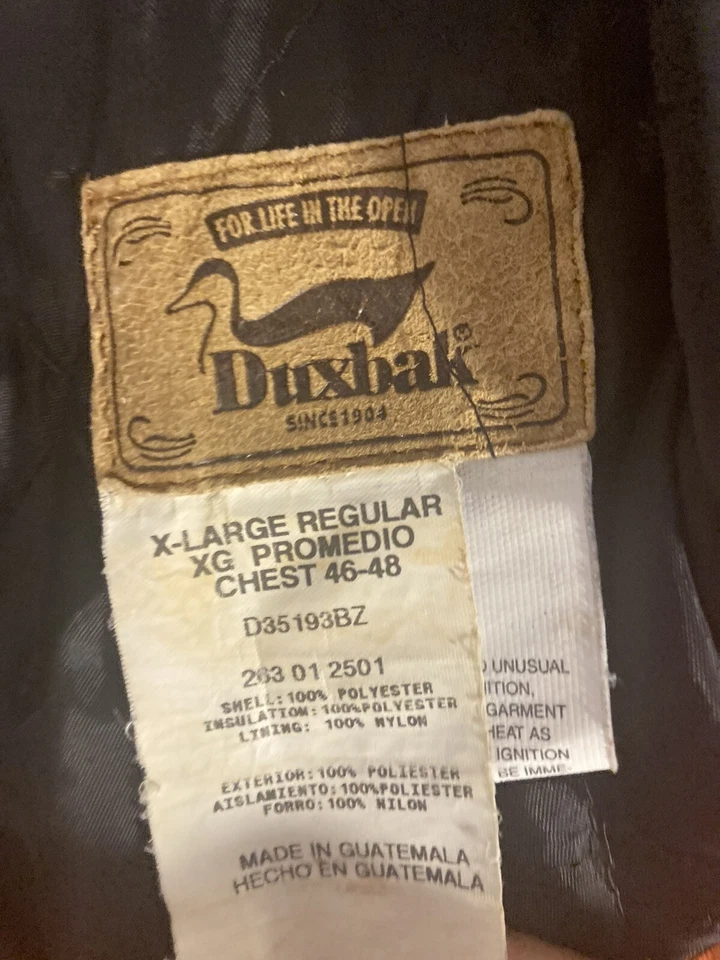 FOR LIFE IN THE OPEN
Duxbak®
SINCE 1904
X-LARGE REGULAR
XG PROMEDIO
CHEST 46-48
D35193BZ
263 01 2501
SHELL: 100% POLYESTER
INSULATION: 100% POLYESTER
LINING: 100% NYLON
EXTERIOR: 100% POLIESTER
AISLAMIENTO: 100% POLIESTER
FORRO: 100% NILON
MADE IN GUATEMALA
HECHO EN GUATEMALA
UNUSUAL
ITION,
GARMENT
HEAT AS
IGNITION
BE IMME-